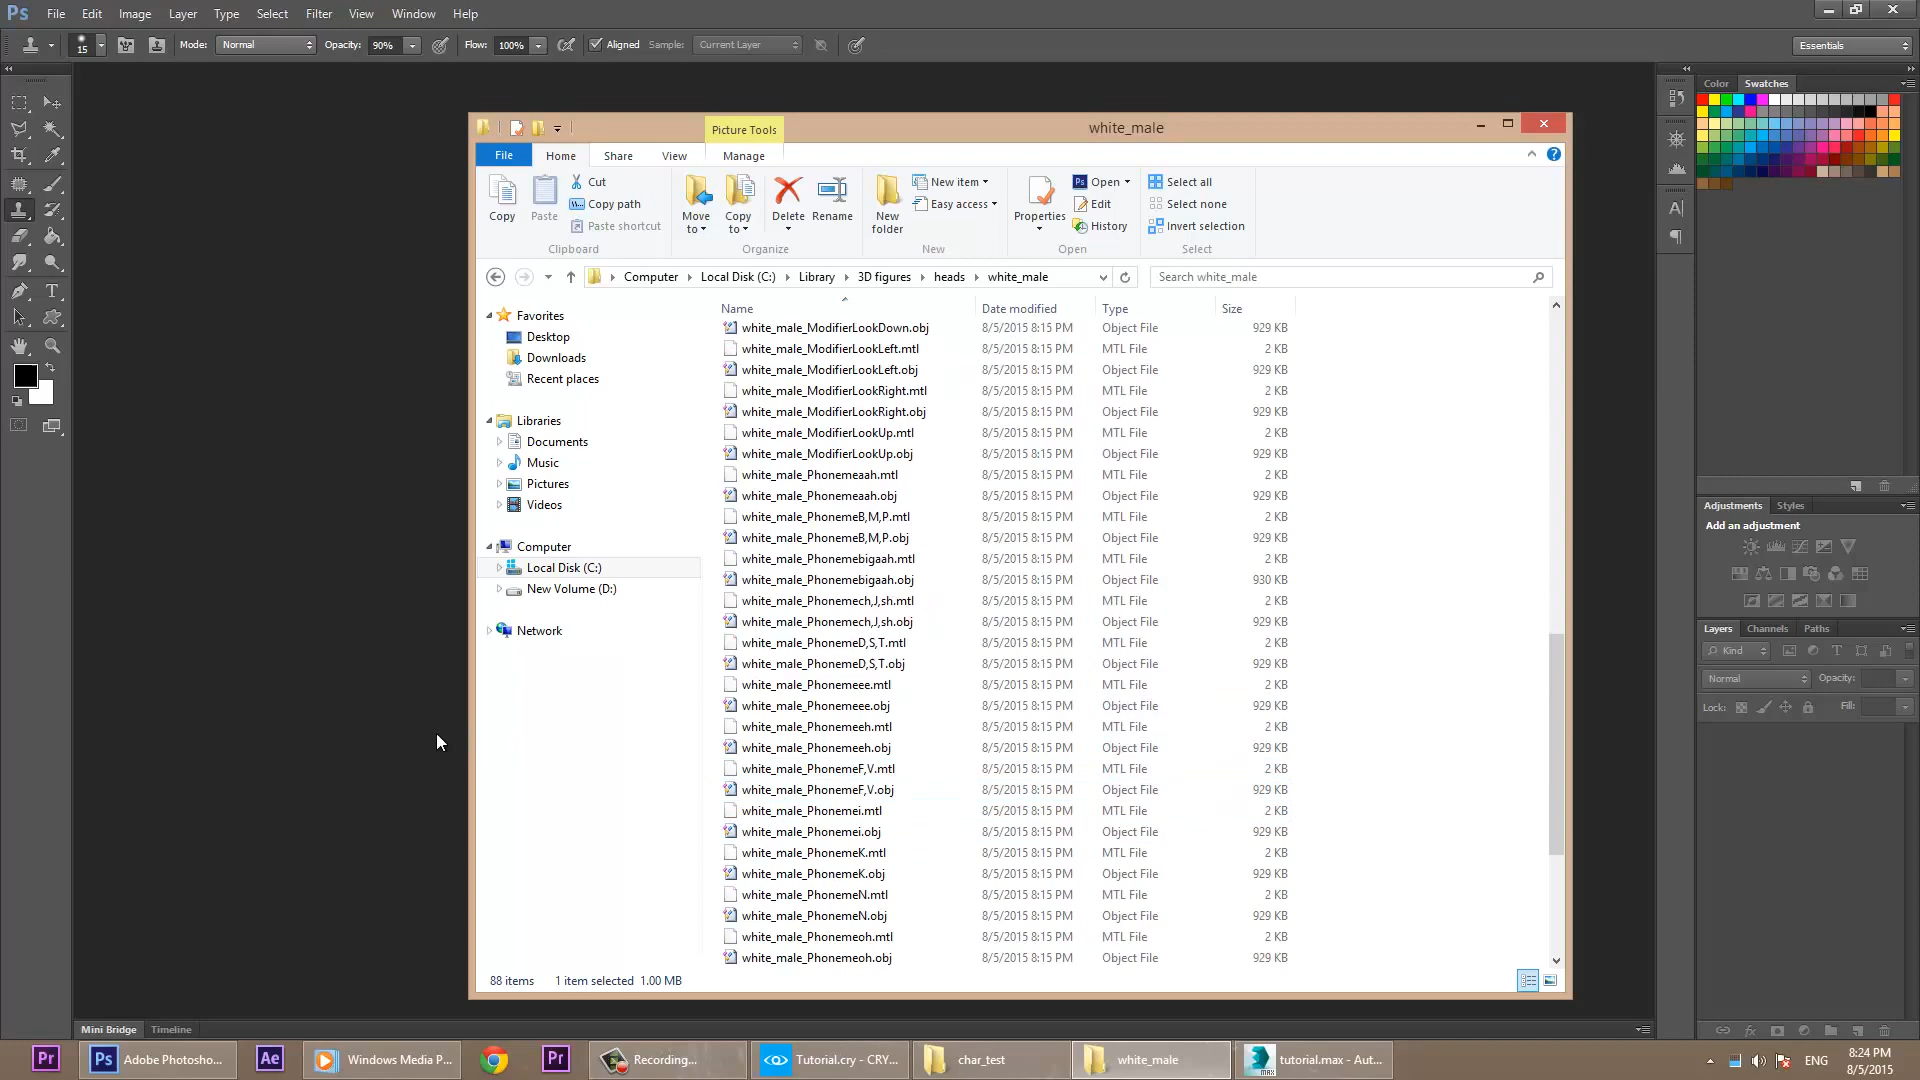 Ps File Edit Image Layer Type Select Filter View Window Help
15 Mode: Normal Opacity: 90% Flow: 100% Aligned Sample: Current Layer Essentials
Color Swatches
Picture Tools white_male
File Home Share View Manage
Copy Paste Cut Copy path Paste shortcut Clipboard
Move to Copy to Delete Rename Organize
New folder New item Easy access New
Properties Ps Open Edit History Open
Select all Select none Invert selection Select
Computer Local Disk (C:) Library 3D figures heads white_male Search white_male
Favorites
Desktop
Downloads
Recent places
Libraries
Documents
Music
Pictures
Videos
Computer
Local Disk (C:)
New Volume (D:)
Network
Name Date modified Type Size
white_male_ModifierLookDown.obj 8/5/2015 8:15 PM Object File 929 KB
white_male_ModifierLookLeft.mtl 8/5/2015 8:15 PM MTL File 2 KB
white_male_ModifierLookLeft.obj 8/5/2015 8:15 PM Object File 929 KB
white_male_ModifierLookRight.mtl 8/5/2015 8:15 PM MTL File 2 KB
white_male_ModifierLookRight.obj 8/5/2015 8:15 PM Object File 929 KB
white_male_ModifierLookUp.mtl 8/5/2015 8:15 PM MTL File 2 KB
white_male_ModifierLookUp.obj 8/5/2015 8:15 PM Object File 929 KB
white_male_Phonemeaah.mtl 8/5/2015 8:15 PM MTL File 2 KB
white_male_Phonemeaah.obj 8/5/2015 8:15 PM Object File 929 KB
white_male_PhonemeB,M,P.mtl 8/5/2015 8:15 PM MTL File 2 KB
white_male_PhonemeB,M,P.obj 8/5/2015 8:15 PM Object File 929 KB
white_male_Phonemebigaah.mtl 8/5/2015 8:15 PM MTL File 2 KB
white_male_Phonemebigaah.obj 8/5/2015 8:15 PM Object File 930 KB
white_male_Phonemech,J,sh.mtl 8/5/2015 8:15 PM MTL File 2 KB
white_male_Phonemech,J,sh.obj 8/5/2015 8:15 PM Object File 929 KB
white_male_PhonemeD,S,T.mtl 8/5/2015 8:15 PM MTL File 2 KB
white_male_PhonemeD,S,T.obj 8/5/2015 8:15 PM Object File 929 KB
white_male_Phonemeee.mtl 8/5/2015 8:15 PM MTL File 2 KB
white_male_Phonemeee.obj 8/5/2015 8:15 PM Object File 929 KB
white_male_Phonemeeh.mtl 8/5/2015 8:15 PM MTL File 2 KB
white_male_Phonemeeh.obj 8/5/2015 8:15 PM Object File 929 KB
white_male_PhonemeF,V.mtl 8/5/2015 8:15 PM MTL File 2 KB
white_male_PhonemeF,V.obj 8/5/2015 8:15 PM Object File 929 KB
white_male_Phonemei.mtl 8/5/2015 8:15 PM MTL File 2 KB
white_male_Phonemei.obj 8/5/2015 8:15 PM Object File 929 KB
white_male_PhonemeK.mtl 8/5/2015 8:15 PM MTL File 2 KB
white_male_PhonemeK.obj 8/5/2015 8:15 PM Object File 929 KB
white_male_PhonemeN.mtl 8/5/2015 8:15 PM MTL File 2 KB
white_male_PhonemeN.obj 8/5/2015 8:15 PM Object File 929 KB
white_male_Phonemeoh.mtl 8/5/2015 8:15 PM MTL File 2 KB
white_male_Phonemeoh.obj 8/5/2015 8:15 PM Object File 929 KB
88 items 1 item selected 1.00 MB
Adjustments Styles
Add an adjustment
Layers Channels Paths
Kind
Normal Opacity:
Lock: Fill:
Mini Bridge Timeline
Pr Ps Adobe Photosho... Ae Windows Media P... Pr Recording... Tutorial.cry - CRY... char_test white_male MAX tutorial.max - Aut... ENG 8:24 PM
8/5/2015